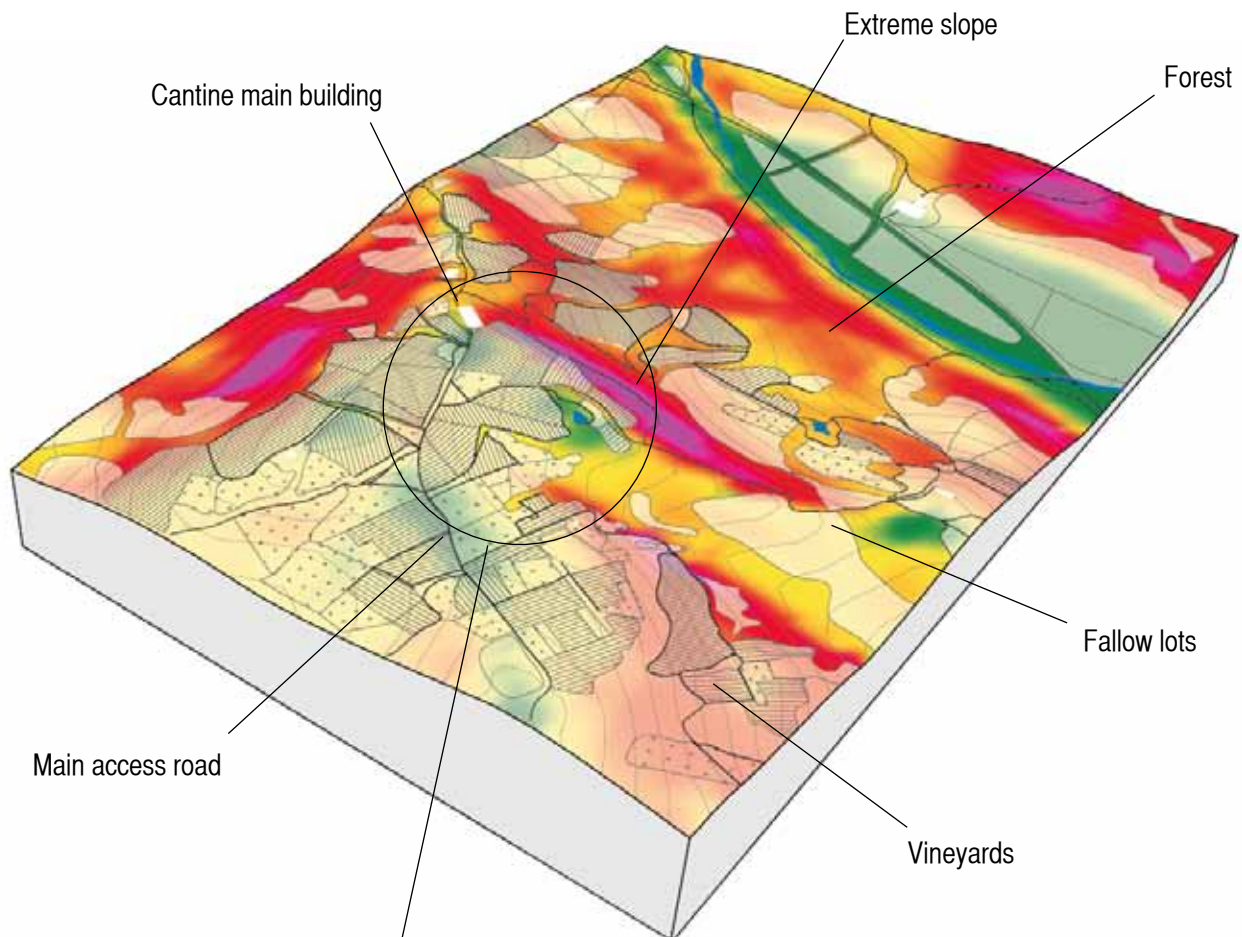 Extreme slope
Forest
Cantine main building
Fallow lots
Main access road
Vineyards